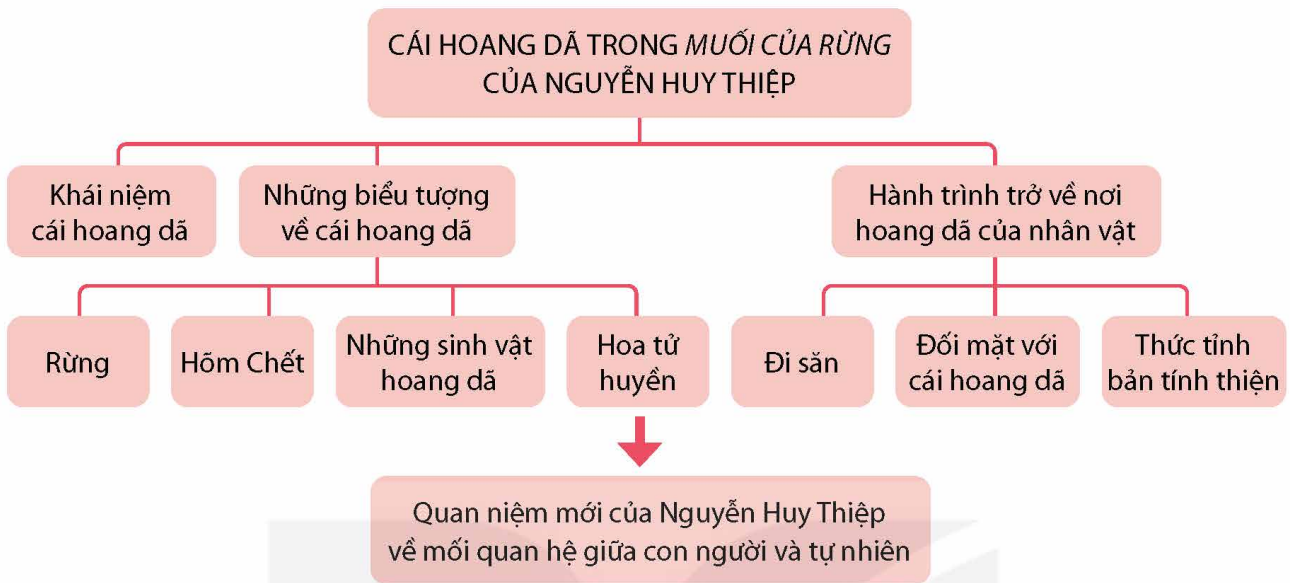 CÁI HOANG DÃ TRONG MUỐI CỦA RỪNG
CỦA NGUYỄN HUY THIỆP
Khái niệm
cái hoang dã
Những biểu tượng
về cái hoang dã
Hành trình trở về nơi
hoang dã của nhân vật
Rừng
Hõm Chết
Những sinh vật
hoang dã
Hoa tử
huyền
Đi săn
Đối mặt với
cái hoang dã
Thức tỉnh
bản tính thiện
Quan niệm mới của Nguyễn Huy Thiệp
về mối quan hệ giữa con người và tự nhiên